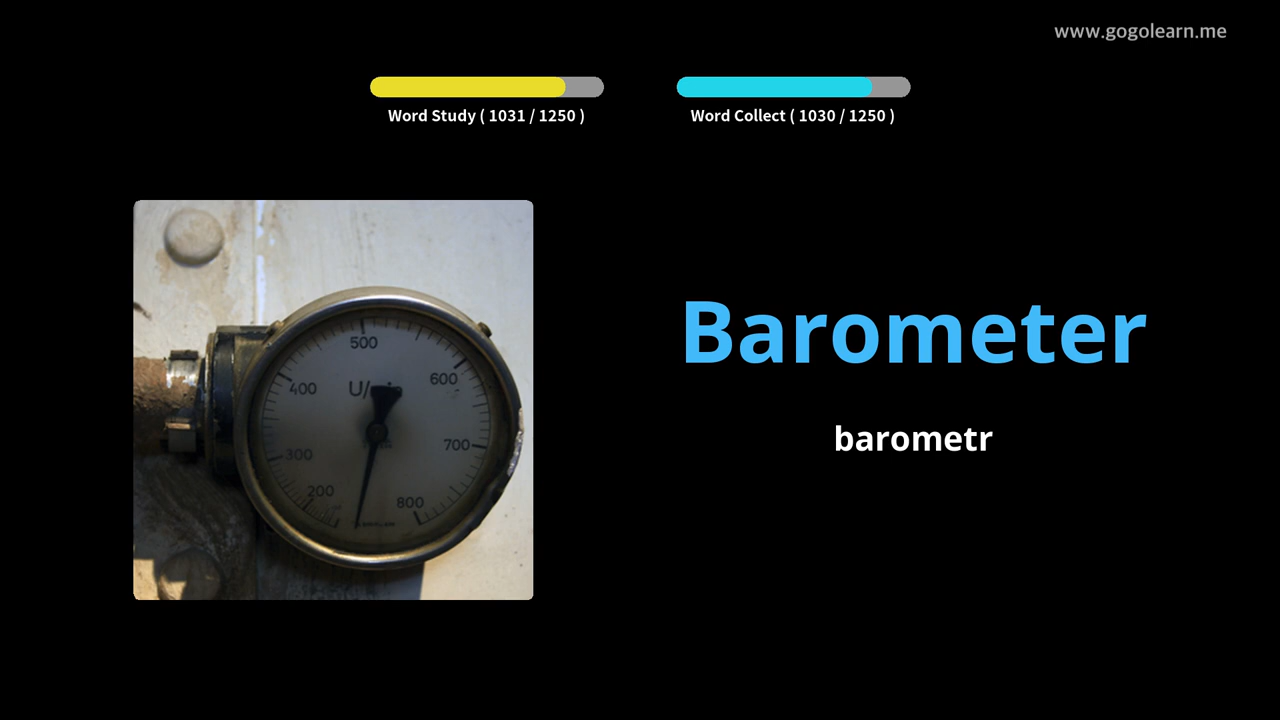 www.gogolearn.me
Word Study ( 1031 / 1250 )
Word Collect ( 1030 / 1250 )
Barometer
barometr
500
400
600
300
700
200
800